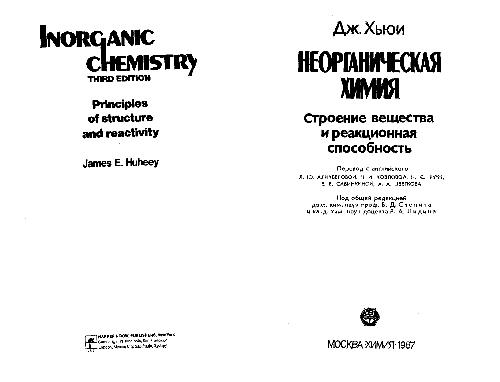 INORGANIC
CHEMISTRY
THIRD EDITION
Principles
of structure
and reactivity
James E. Huheey
Дж. Хьюи
НЕОРГАНИЧЕСКАЯ
ХИМИЯ
Строение вещества
и реакционная
способность
Перевод с английского
Под общей редакцией
МОСКВА·ХИМИЯ·1987